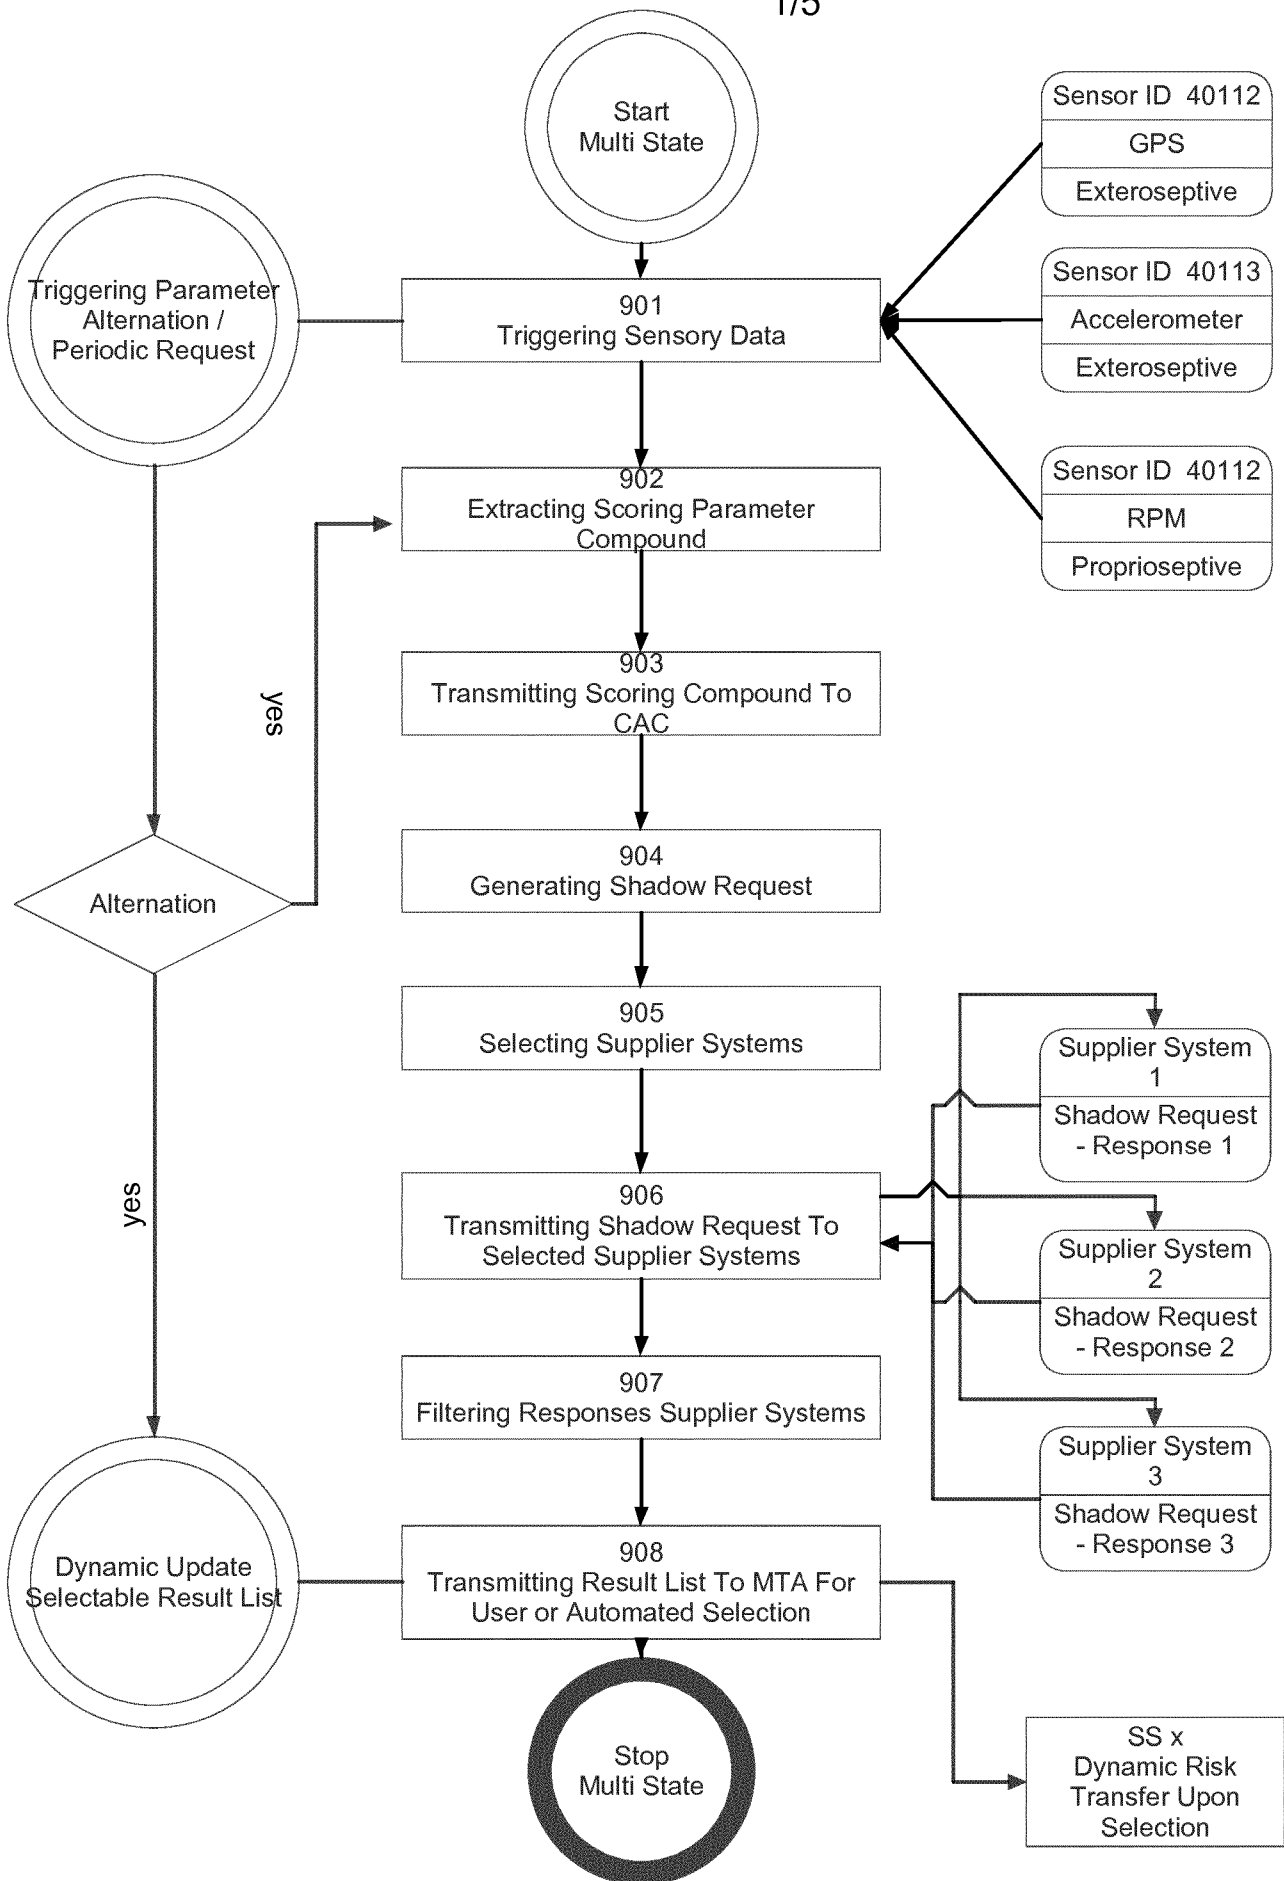 1/5
Start
Multi State
Sensor ID 40112
GPS
Exteroseptive
Triggering Parameter
Alternation /
Periodic Request
901
Triggering Sensory Data
Sensor ID 40113
Accelerometer
Exteroseptive
902
Extracting Scoring Parameter
Compound
Sensor ID 40112
RPM
Proprioseptive
903
Transmitting Scoring Compound To
CAC
yes
904
Generating Shadow Request
Alternation
905
Selecting Supplier Systems
Supplier System
1
Shadow Request
- Response 1
yes
906
Transmitting Shadow Request To
Selected Supplier Systems
Supplier System
2
Shadow Request
- Response 2
907
Filtering Responses Supplier Systems
Supplier System
3
Shadow Request
- Response 3
Dynamic Update
Selectable Result List
908
Transmitting Result List To MTA For
User or Automated Selection
Stop
Multi State
SS x
Dynamic Risk
Transfer Upon
Selection